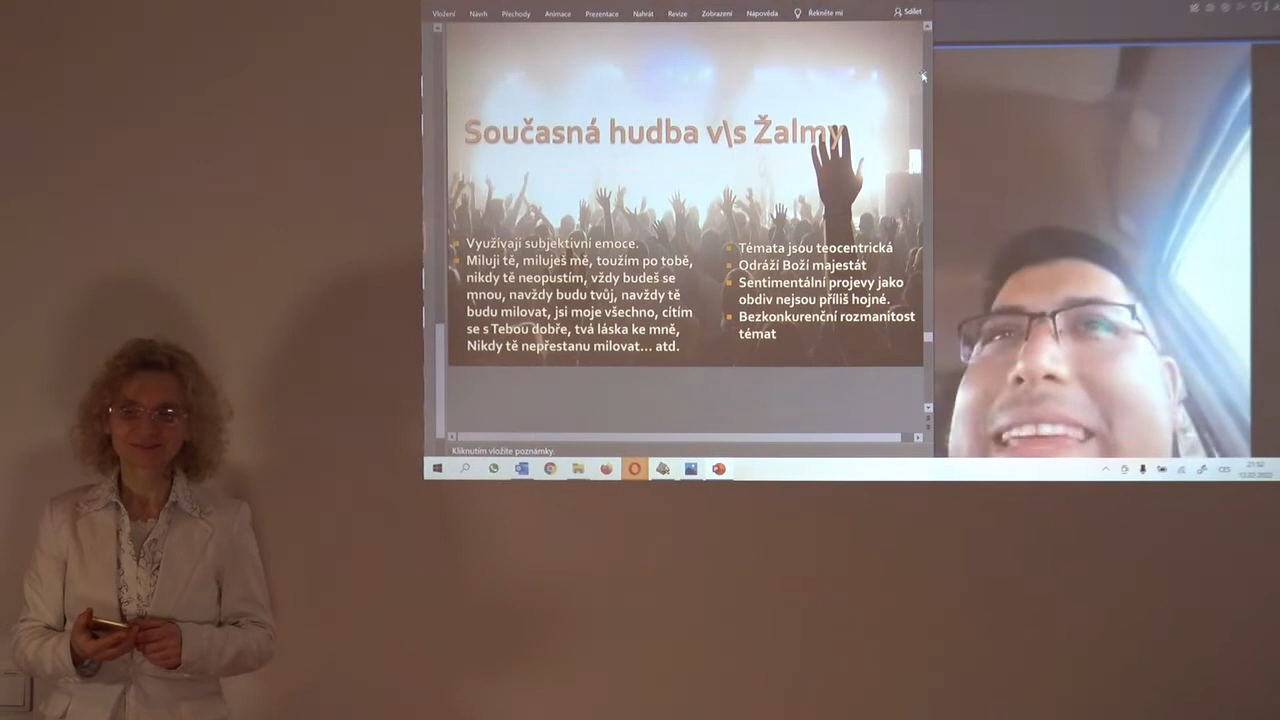 Vložení Návrh Přechody Animace Prezentace Nahrát Revize Zobrazení Nápověda Řekněte mi Sdílet
Současná hudba v\s Žalmy
Využívají subjektivní emoce.
Miluji tě, miluješ mě, toužím po tobě,
nikdy tě neopustím, vždy budeš se
mnou, navždy budu tvůj, navždy tě
budu milovat, jsi moje všechno, cítím
se s Tebou dobře, tvá láska ke mně,
Nikdy tě nepřestanu milovat... atd.
Témata jsou teocentrická
Odráží Boží majestát
Sentimentální projevy jako
obdiv nejsou příliš hojné.
Bezkonkurenční rozmanitost
témat
Kliknutím vložíte poznámky.
CES